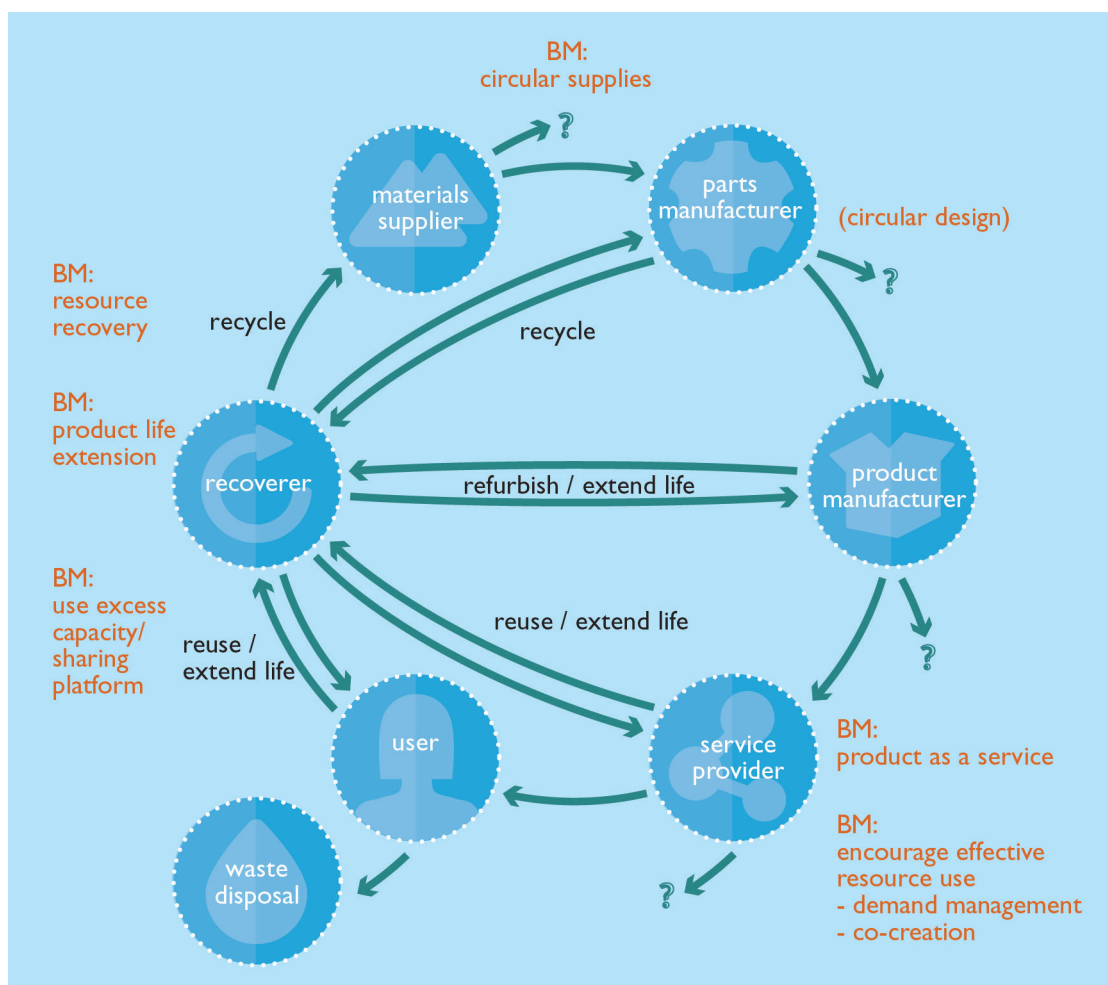 BM:
circular supplies
?
materials
supplier
parts
manufacturer
(circular design)
?
BM:
resource
recovery
recycle
recycle
BM:
product life
extension
recoverer
refurbish / extend life
product
manufacturer
BM:
use excess
capacity/
sharing
platform
reuse /
extend life
reuse / extend life
?
user
service
provider
BM:
product as a service
waste
disposal
?
BM:
encourage effective
resource use
- demand management
- co-creation